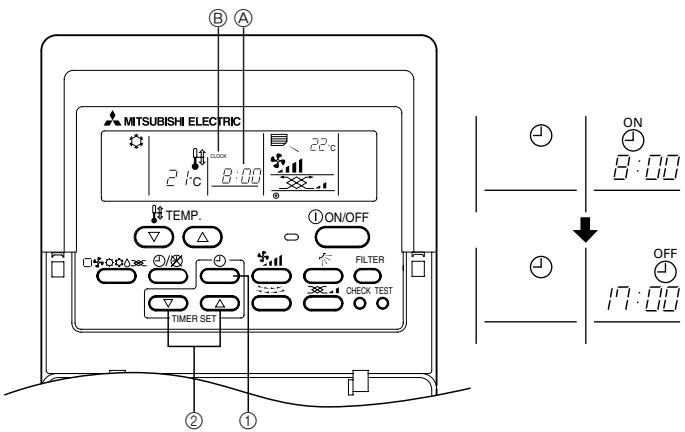 Ⓑ Ⓐ
MITSUBISHI ELECTRIC
CLOCK
22°C
21°C 8:00
TEMP.
ON/OFF
FILTER
CHECK TEST
TIMER SET
② ①
ON
8:00
OFF
17:00